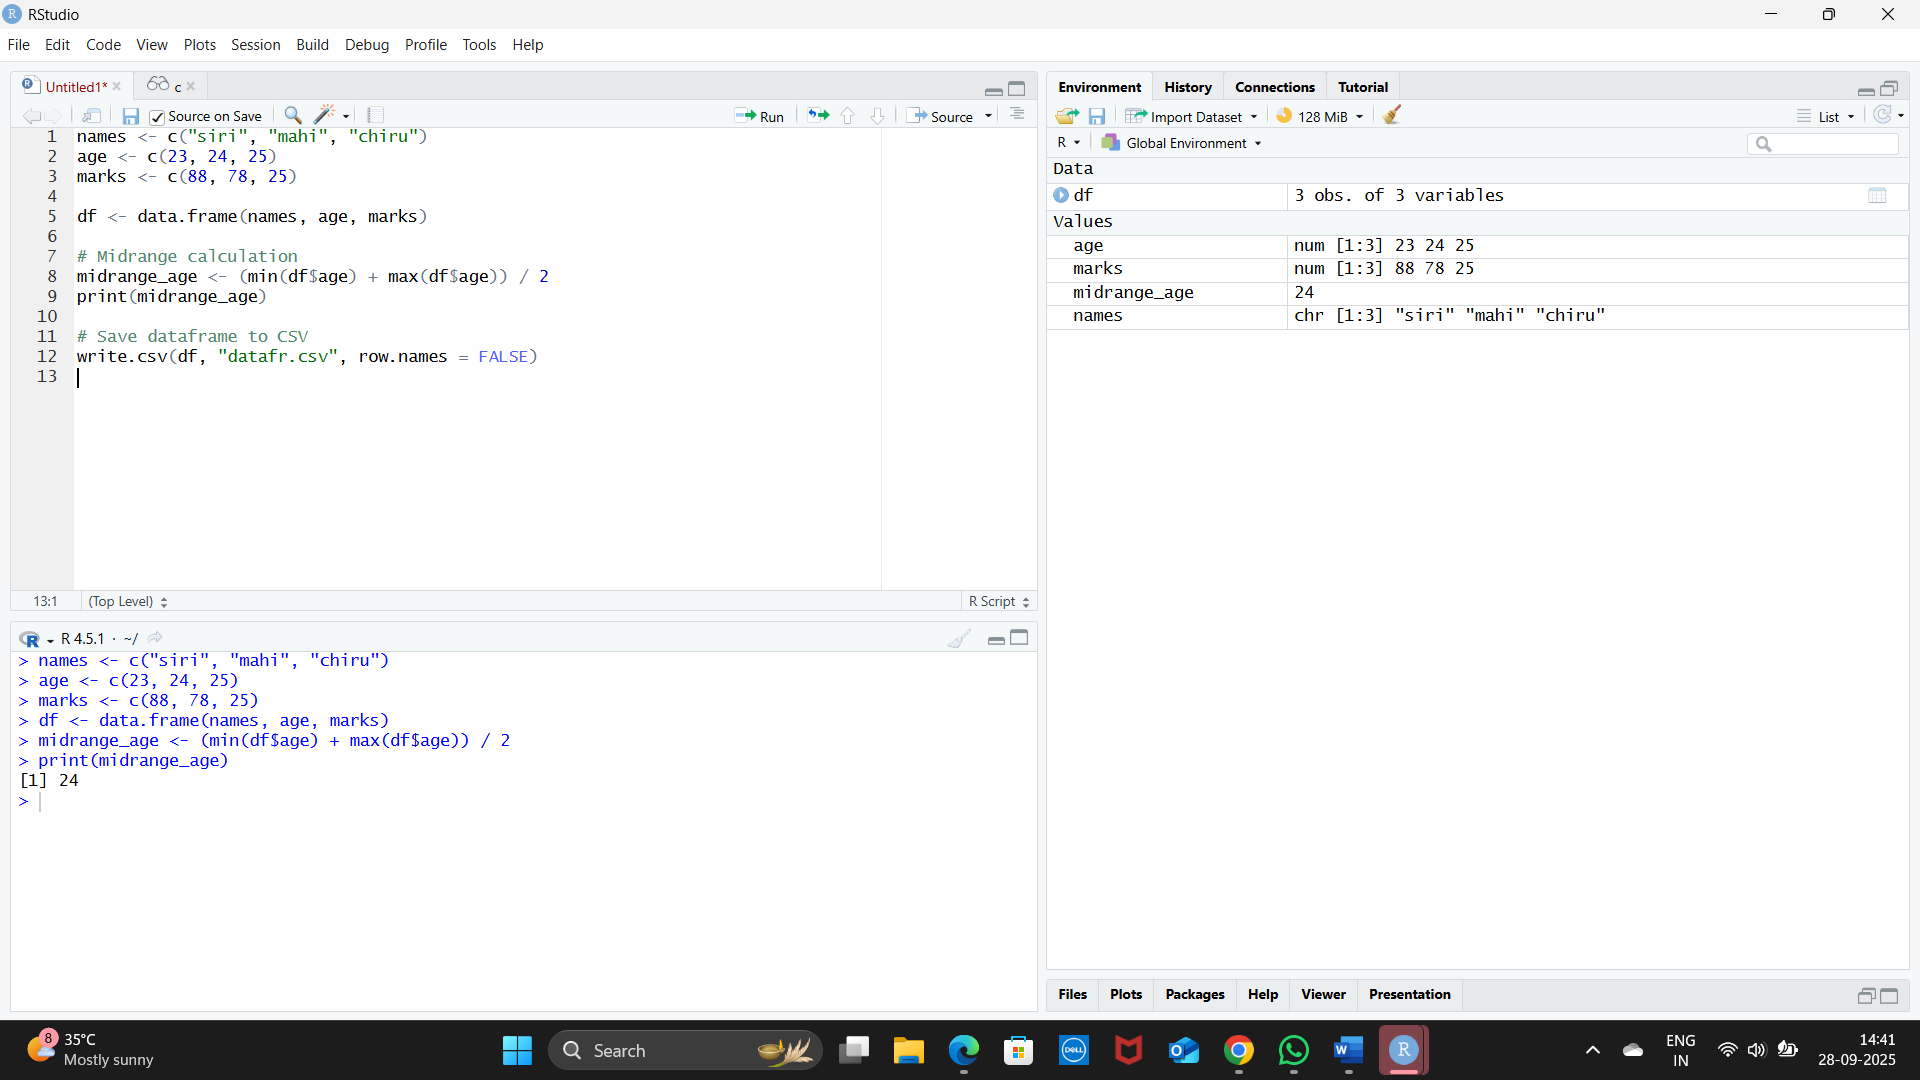 RStudio
File Edit Code View Plots Session Build Debug Profile Tools Help
Untitled1* c
Source on Save Run Source
1 names <- c("siri", "mahi", "chiru")
2 age <- c(23, 24, 25)
3 marks <- c(88, 78, 25)
4
5 df <- data.frame(names, age, marks)
6
7 # Midrange calculation
8 midrange_age <- (min(df$age) + max(df$age)) / 2
9 print(midrange_age)
10
11 # Save dataframe to CSV
12 write.csv(df, "datafr.csv", row.names = FALSE)
13
13:1 (Top Level) R Script
R 4.5.1 · ~/
> names <- c("siri", "mahi", "chiru")
> age <- c(23, 24, 25)
> marks <- c(88, 78, 25)
> df <- data.frame(names, age, marks)
> midrange_age <- (min(df$age) + max(df$age)) / 2
> print(midrange_age)
[1] 24
>
Environment History Connections Tutorial
Import Dataset 128 MiB List
R Global Environment
Data
df 3 obs. of 3 variables
Values
age num [1:3] 23 24 25
marks num [1:3] 88 78 25
midrange_age 24
names chr [1:3] "siri" "mahi" "chiru"
Files Plots Packages Help Viewer Presentation
8 35°C
Mostly sunny
Search
DELL
W
R
ENG
IN
14:41
28-09-2025